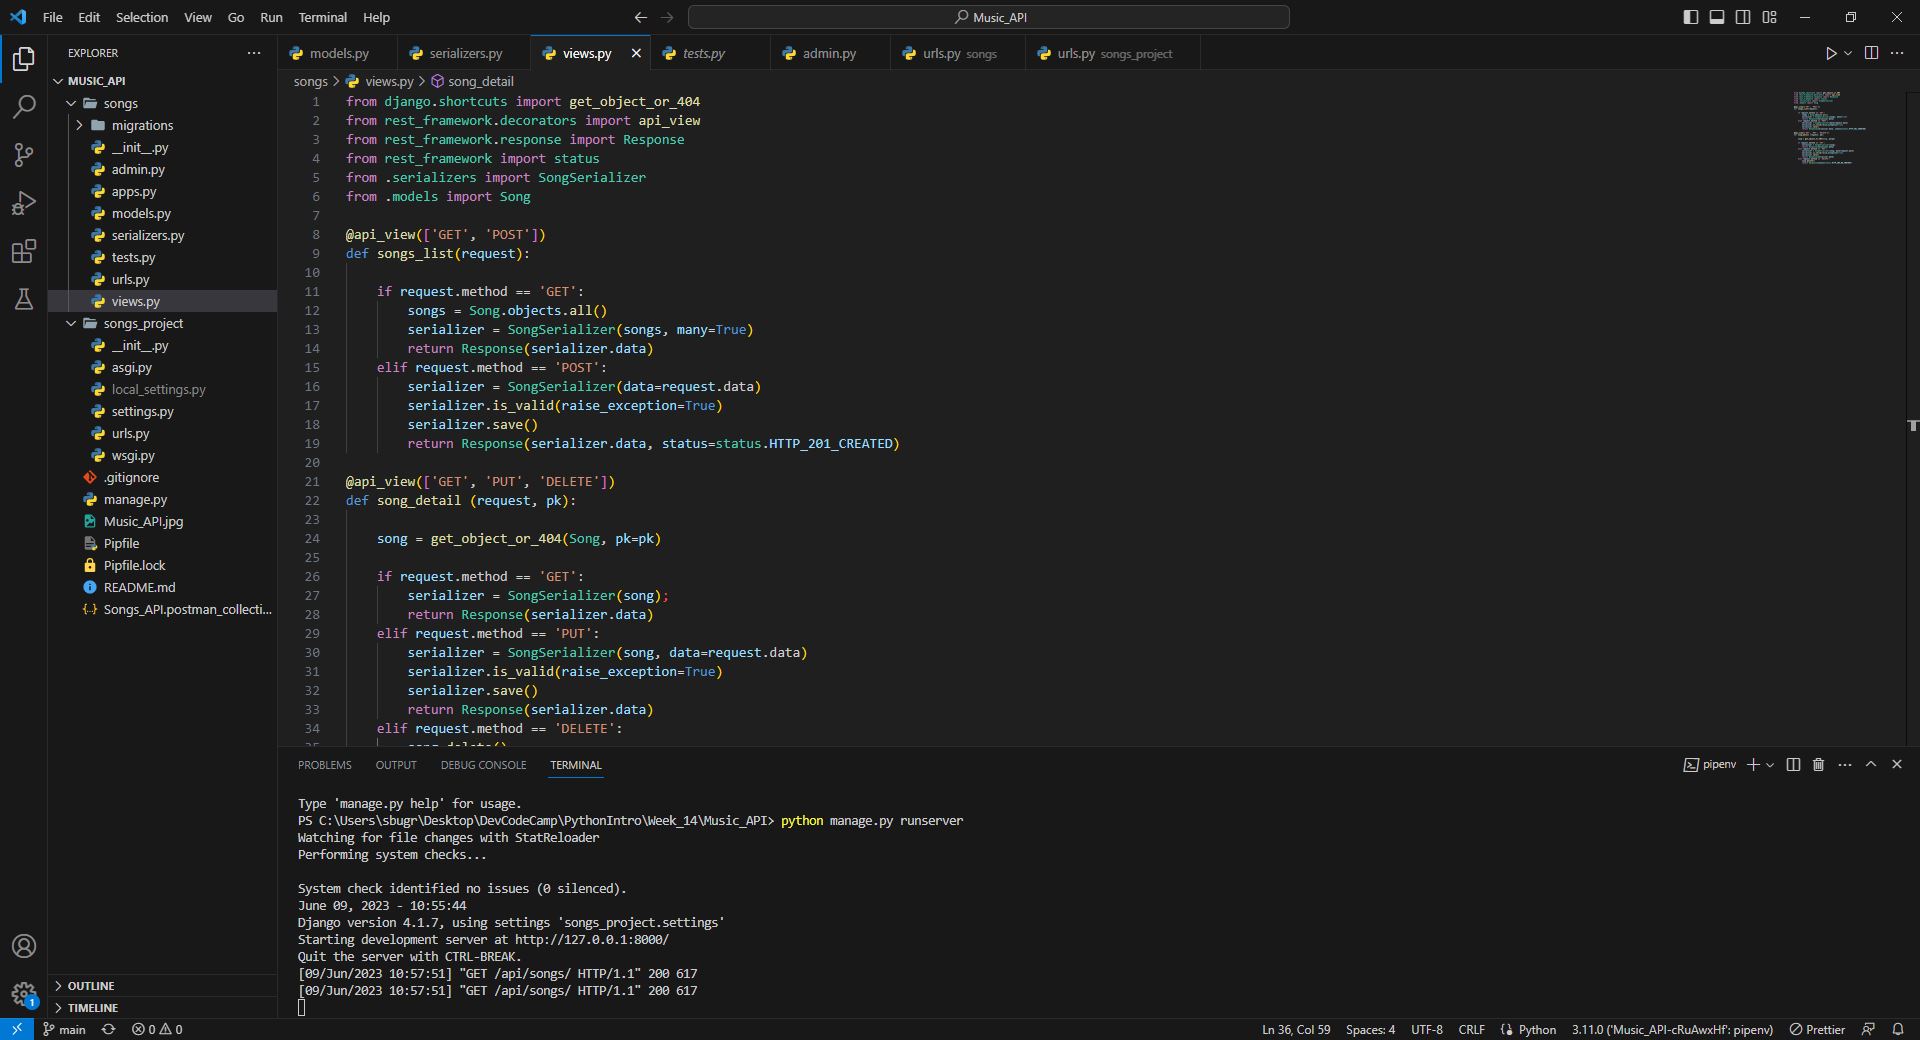 File Edit Selection View Go Run Terminal Help
Music_API
EXPLORER
MUSIC_API
songs
migrations
__init__.py
admin.py
apps.py
models.py
serializers.py
tests.py
urls.py
views.py
songs_project
__init__.py
asgi.py
local_settings.py
settings.py
urls.py
wsgi.py
.gitignore
manage.py
Music_API.jpg
Pipfile
Pipfile.lock
README.md
Songs_API.postman_collecti...
OUTLINE
TIMELINE
models.py serializers.py views.py tests.py admin.py urls.py songs urls.py songs_project
songs > views.py > song_detail
1 from django.shortcuts import get_object_or_404
2 from rest_framework.decorators import api_view
3 from rest_framework.response import Response
4 from rest_framework import status
5 from .serializers import SongSerializer
6 from .models import Song
7
8 @api_view(['GET', 'POST'])
9 def songs_list(request):
10
11 if request.method == 'GET':
12 songs = Song.objects.all()
13 serializer = SongSerializer(songs, many=True)
14 return Response(serializer.data)
15 elif request.method == 'POST':
16 serializer = SongSerializer(data=request.data)
17 serializer.is_valid(raise_exception=True)
18 serializer.save()
19 return Response(serializer.data, status=status.HTTP_201_CREATED)
20
21 @api_view(['GET', 'PUT', 'DELETE'])
22 def song_detail (request, pk):
23
24 song = get_object_or_404(Song, pk=pk)
25
26 if request.method == 'GET':
27 serializer = SongSerializer(song);
28 return Response(serializer.data)
29 elif request.method == 'PUT':
30 serializer = SongSerializer(song, data=request.data)
31 serializer.is_valid(raise_exception=True)
32 serializer.save()
33 return Response(serializer.data)
34 elif request.method == 'DELETE':
35 song.delete()
PROBLEMS OUTPUT DEBUG CONSOLE TERMINAL
pipenv
Type 'manage.py help' for usage.
PS C:\Users\sbugr\Desktop\DevCodeCamp\PythonIntro\Week_14\Music_API> python manage.py runserver
Watching for file changes with StatReloader
Performing system checks...
System check identified no issues (0 silenced).
June 09, 2023 - 10:55:44
Django version 4.1.7, using settings 'songs_project.settings'
Starting development server at http://127.0.0.1:8000/
Quit the server with CTRL-BREAK.
[09/Jun/2023 10:57:51] "GET /api/songs/ HTTP/1.1" 200 617
[09/Jun/2023 10:57:51] "GET /api/songs/ HTTP/1.1" 200 617
1
main 0 0 Ln 36, Col 59 Spaces: 4 UTF-8 CRLF Python 3.11.0 ('Music_API-cRuAwxHf': pipenv) Prettier